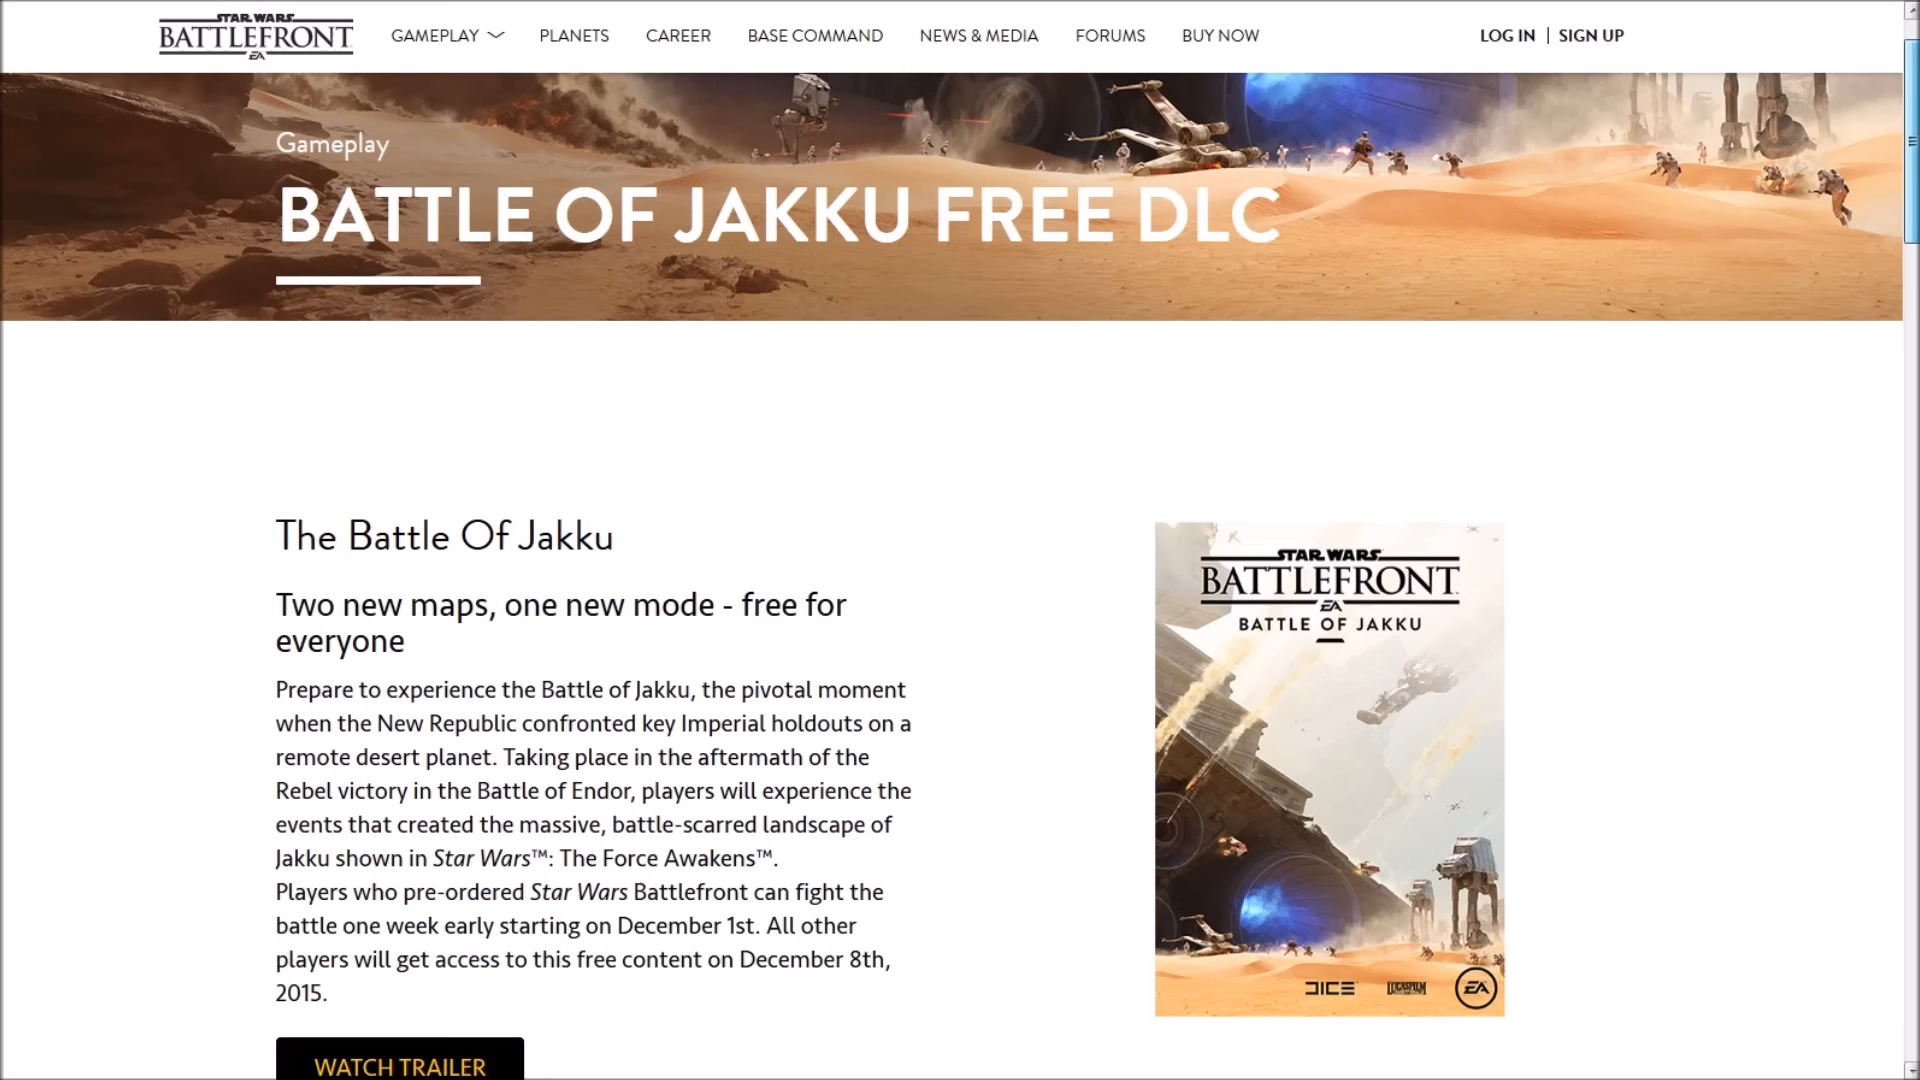 STAR WARS
BATTLEFRONT
EA
GAMEPLAY PLANETS CAREER BASE COMMAND NEWS & MEDIA FORUMS BUY NOW LOG IN | SIGN UP
Gameplay
BATTLE OF JAKKU FREE DLC
The Battle Of Jakku
Two new maps, one new mode - free for
everyone
Prepare to experience the Battle of Jakku, the pivotal moment
when the New Republic confronted key Imperial holdouts on a
remote desert planet. Taking place in the aftermath of the
Rebel victory in the Battle of Endor, players will experience the
events that created the massive, battle-scarred landscape of
Jakku shown in Star Wars™: The Force Awakens™.
Players who pre-ordered Star Wars Battlefront can fight the
battle one week early starting on December 1st. All other
players will get access to this free content on December 8th,
2015.
WATCH TRAILER
STAR WARS
BATTLEFRONT
EA
BATTLE OF JAKKU
DICE LUCASFILM EA